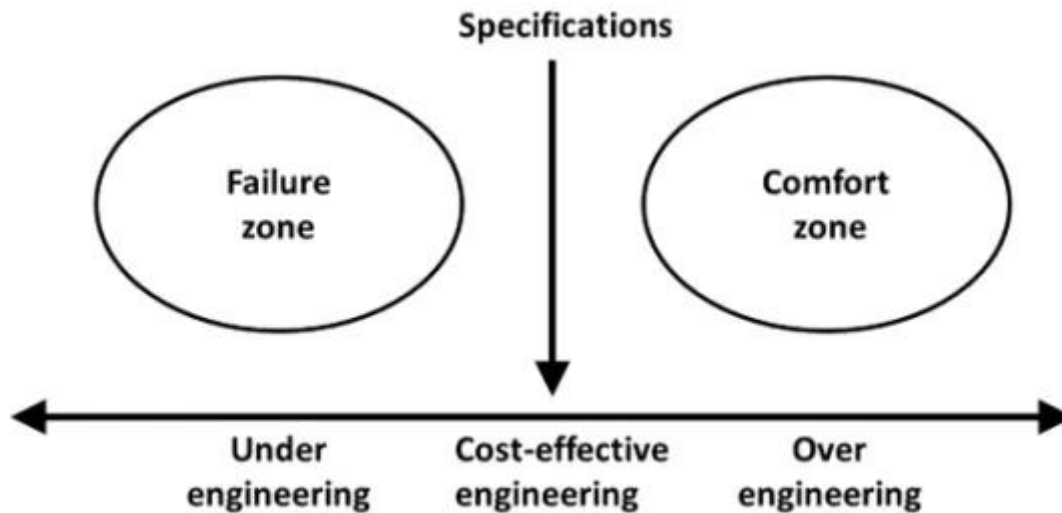 Specifications
Failure
zone
Comfort
zone
Under
engineering
Cost-effective
engineering
Over
engineering